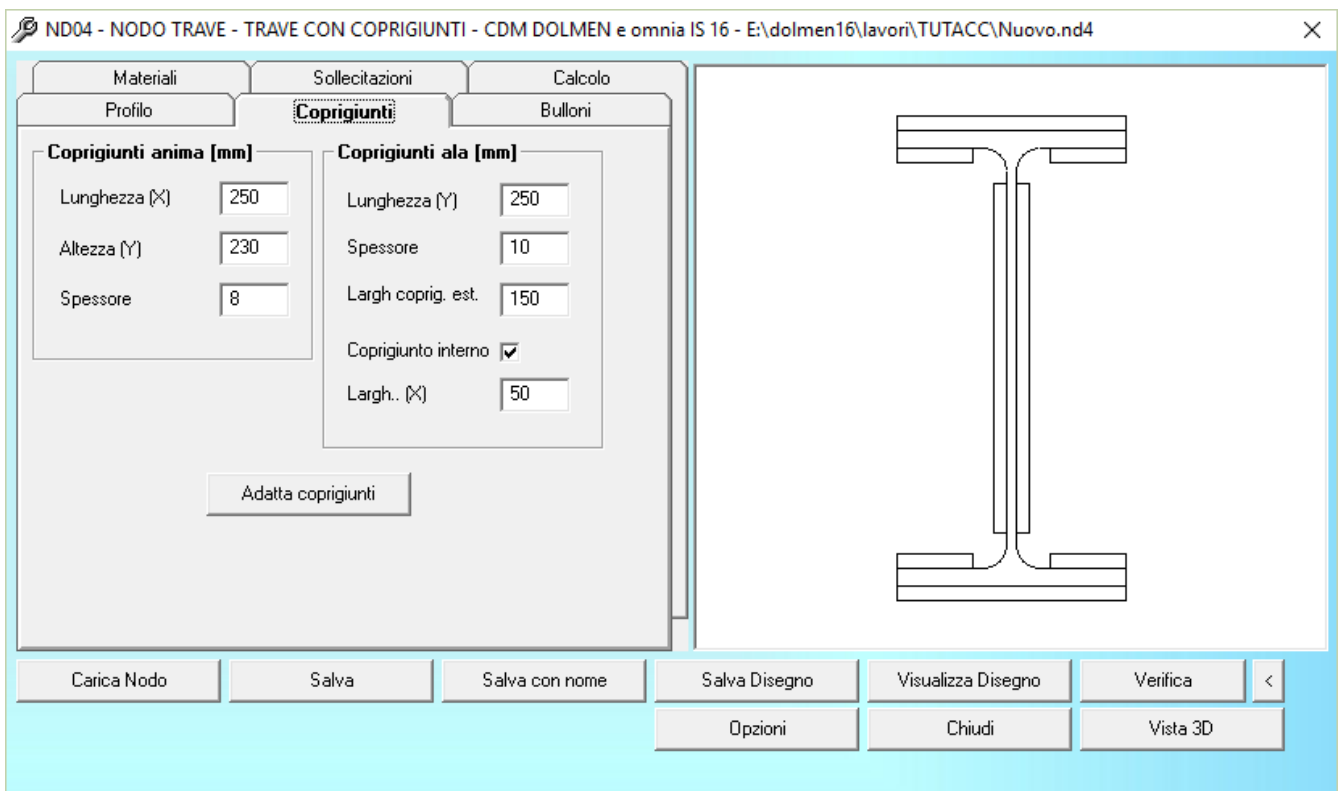 ND04 - NODO TRAVE - TRAVE CON COPRIGIUNTI - CDM DOLMEN e omnia IS 16 - E:\dolmen16\lavori\TUTACC\Nuovo.nd4
Materiali Sollecitazioni Calcolo
Profilo Coprigiunti Bulloni
Coprigiunti anima [mm]
Lunghezza (X) 250
Altezza (Y) 230
Spessore 8
Coprigiunti ala [mm]
Lunghezza (Y) 250
Spessore 10
Largh coprig. est. 150
Coprigiunto interno
Largh.. (X) 50
Adatta coprigiunti
Carica Nodo Salva Salva con nome Salva Disegno Visualizza Disegno Verifica <
Opzioni Chiudi Vista 3D